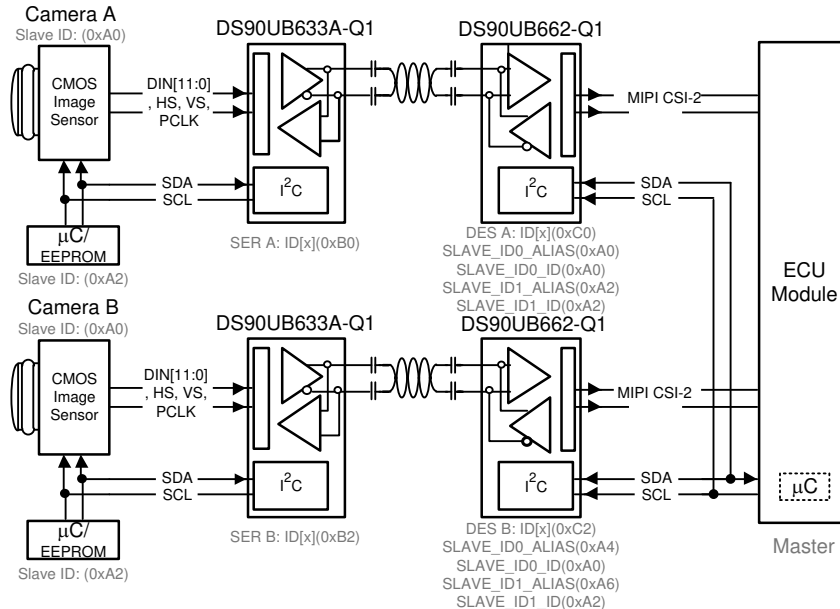 Camera A
Slave ID: (0xA0)
DS90UB633A-Q1
DS90UB662-Q1
CMOS
Image
Sensor
DIN[11:0]
, HS, VS,
PCLK
MIPI CSI-2
SDA
SCL
I²C
I²C
SDA
SCL
µC/
EEPROM
Slave ID: (0xA2)
SER A: ID[x](0xB0)
DES A: ID[x](0xC0)
SLAVE_ID0_ALIAS(0xA0)
SLAVE_ID0_ID(0xA0)
SLAVE_ID1_ALIAS(0xA2)
SLAVE_ID1_ID(0xA2)
ECU
Module
Camera B
Slave ID: (0xA0)
DS90UB633A-Q1
DS90UB662-Q1
CMOS
Image
Sensor
DIN[11:0]
, HS, VS,
PCLK
MIPI CSI-2
SDA
SCL
I²C
I²C
SDA
SCL
µC
µC/
EEPROM
Slave ID: (0xA2)
SER B: ID[x](0xB2)
DES B: ID[x](0xC2)
SLAVE_ID0_ALIAS(0xA4)
SLAVE_ID0_ID(0xA0)
SLAVE_ID1_ALIAS(0xA6)
SLAVE_ID1_ID(0xA2)
Master